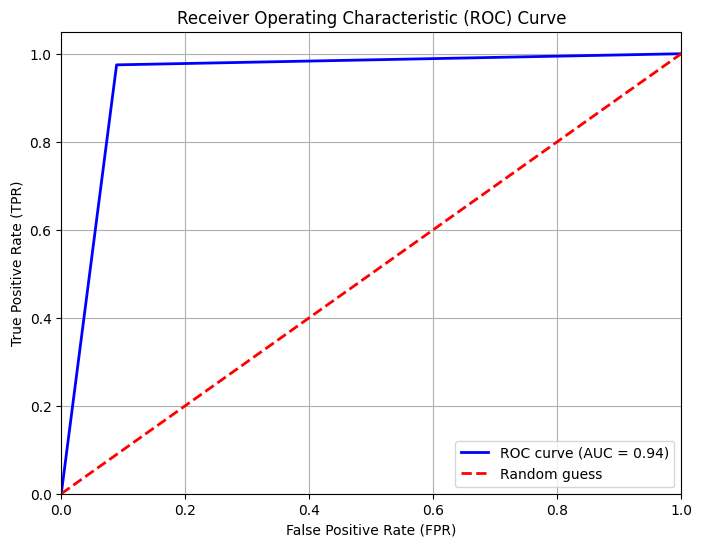 Receiver Operating Characteristic (ROC) Curve
True Positive Rate (TPR)
1.0
0.8
0.6
0.4
0.2
0.0
0.0 0.2 0.4 0.6 0.8 1.0
False Positive Rate (FPR)
ROC curve (AUC = 0.94)
Random guess